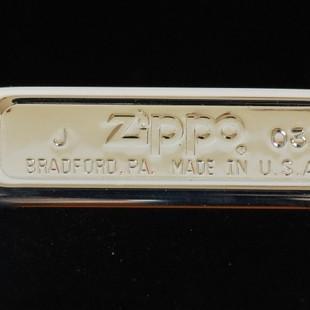 J Zippo 03
BRADFORD, PA. MADE IN U.S.A